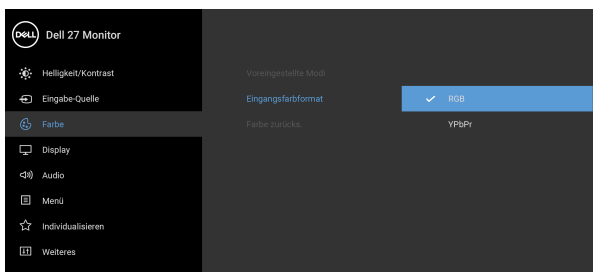 DELL Dell 27 Monitor
Helligkeit/Kontrast
Voreingestellte Modi
Eingabe-Quelle
Eingangsfarbformat
RGB
Farbe
Farbe zurücks.
YPbPr
Display
Audio
Menü
Individualisieren
Weiteres